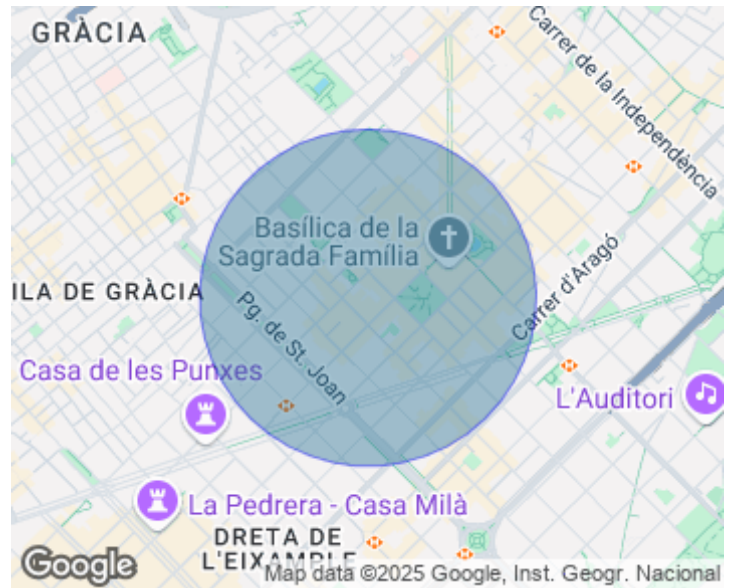 GRÀCIA
Carrer de la Independència
Basílica de la
Sagrada Família
ILA DE GRÀCIA
Pg. de St. Joan
Carrer d'Aragó
Casa de les Punxes
L'Auditori
La Pedrera - Casa Milà
DRETA DE
L'EIXAMPLE
Google
Map data ©2025 Google, Inst. Geogr. Nacional